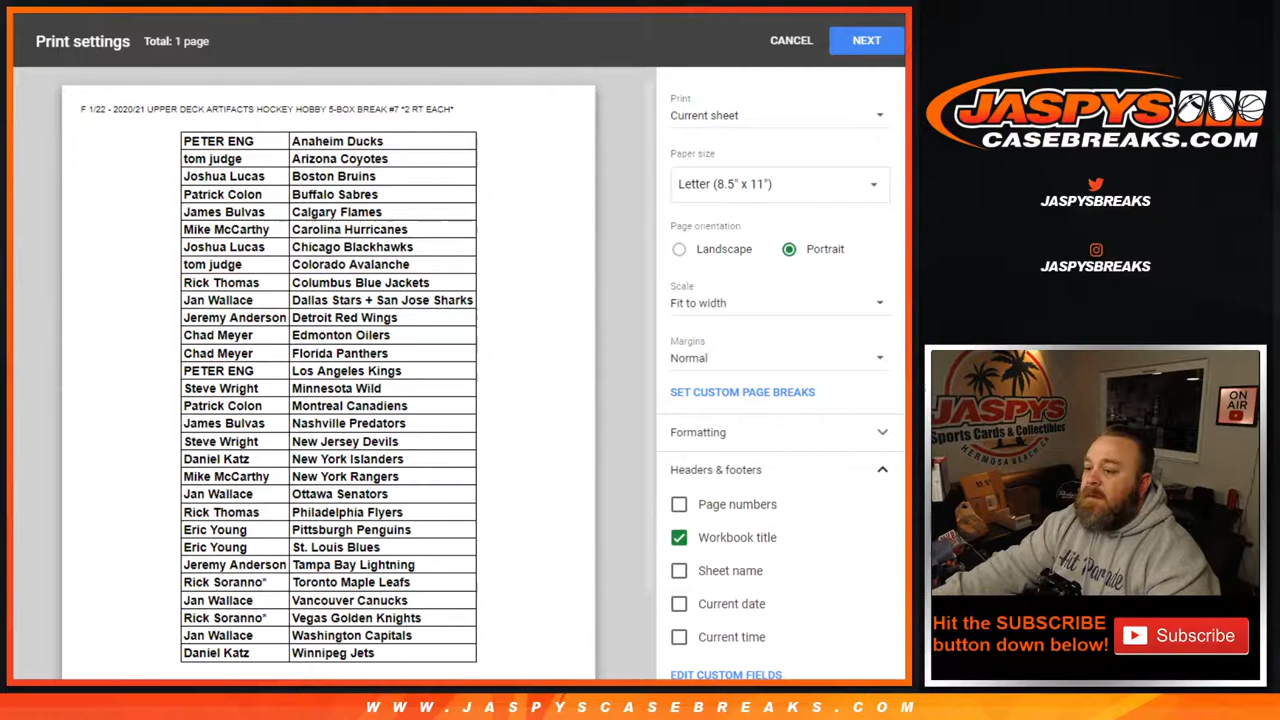 Print settings Total: 1 page CANCEL NEXT
F 1/22 - 2020/21 UPPER DECK ARTIFACTS HOCKEY HOBBY 5-BOX BREAK #7 *2 RT EACH*
PETER ENG Anaheim Ducks
tom judge Arizona Coyotes
Joshua Lucas Boston Bruins
Patrick Colon Buffalo Sabres
James Bulvas Calgary Flames
Mike McCarthy Carolina Hurricanes
Joshua Lucas Chicago Blackhawks
tom judge Colorado Avalanche
Rick Thomas Columbus Blue Jackets
Jan Wallace Dallas Stars + San Jose Sharks
Jeremy Anderson Detroit Red Wings
Chad Meyer Edmonton Oilers
Chad Meyer Florida Panthers
PETER ENG Los Angeles Kings
Steve Wright Minnesota Wild
Patrick Colon Montreal Canadiens
James Bulvas Nashville Predators
Steve Wright New Jersey Devils
Daniel Katz New York Islanders
Mike McCarthy New York Rangers
Jan Wallace Ottawa Senators
Rick Thomas Philadelphia Flyers
Eric Young Pittsburgh Penguins
Eric Young St. Louis Blues
Jeremy Anderson Tampa Bay Lightning
Rick Soranno* Toronto Maple Leafs
Jan Wallace Vancouver Canucks
Rick Soranno* Vegas Golden Knights
Jan Wallace Washington Capitals
Daniel Katz Winnipeg Jets
Print
Current sheet
Paper size
Letter (8.5" x 11")
Page orientation
Landscape Portrait
Scale
Fit to width
Margins
Normal
SET CUSTOM PAGE BREAKS
Formatting
Headers & footers
Page numbers
Workbook title
Sheet name
Current date
Current time
EDIT CUSTOM FIELDS
JASPYS
CASEBREAKS.COM
JASPYSBREAKS
JASPYSBREAKS
JASPYS
Sports Cards & Collectibles
HERMOSA BEACH, CA
ON
AIR
Hit Parade
Hit the SUBSCRIBE
button down below!
Subscribe
WWW.JASPYSCASEBREAKS.COM